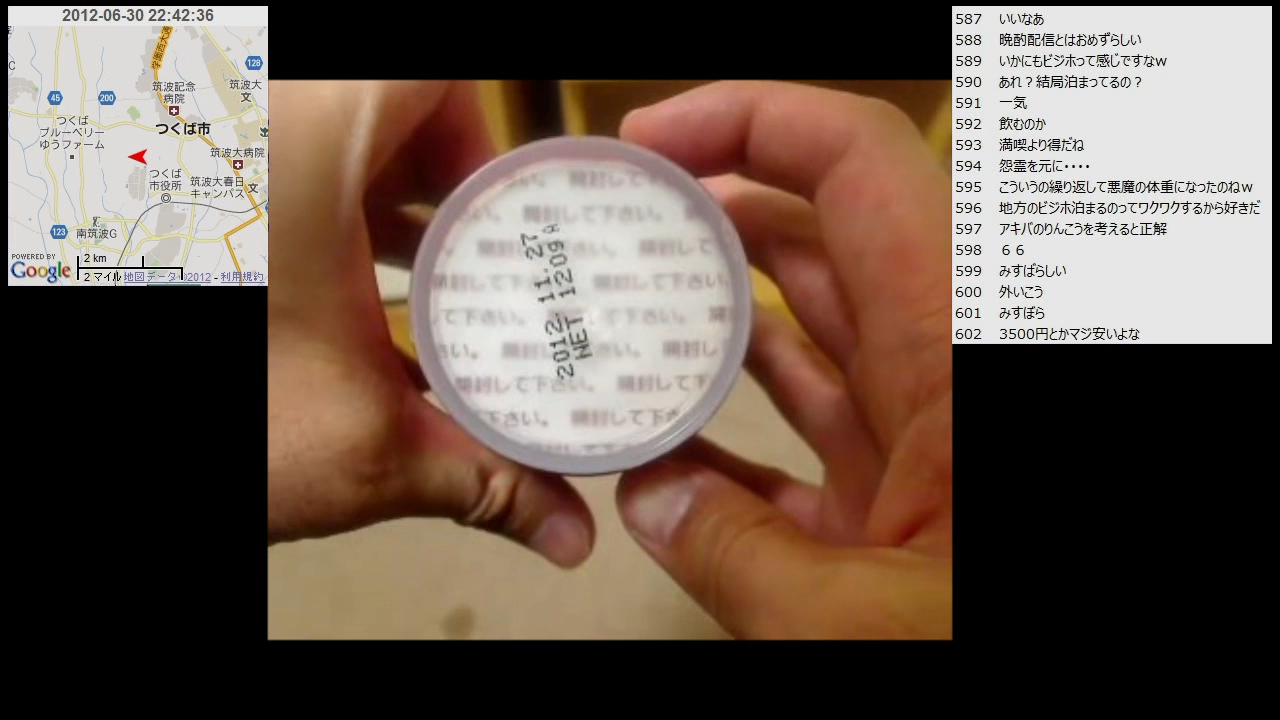 2012-06-30 22:42:36
128
45
200
筑波記念
病院
筑波大
文
つくば
ブルーベリー
ゆうファーム
つくば市
筑波大病院
つくば
市役所
筑波大春日
キャンパス
文
123
南筑波G
POWERED BY
Google
2 km
2 マイル
地図データ ©2012 - 利用規約
587 いいなあ
588 晩酌配信とはおめずらしい
589 いかにもビジホって感じですなw
590 あれ？結局泊まってるの？
591 一気
592 飲むのか
593 満喫より得だね
594 怨霊を元に・・・・
595 こういうの繰り返して悪魔の体重になったのねw
596 地方のビジホ泊まるのってワクワクするから好きだ
597 アキバのりんこうを考えると正解
598 ６６
599 みすぱらしい
600 外いこう
601 みすぼら
602 3500円とかマジ安いよな
開封して下さい。
2012. 11. 27
NET 1209 A